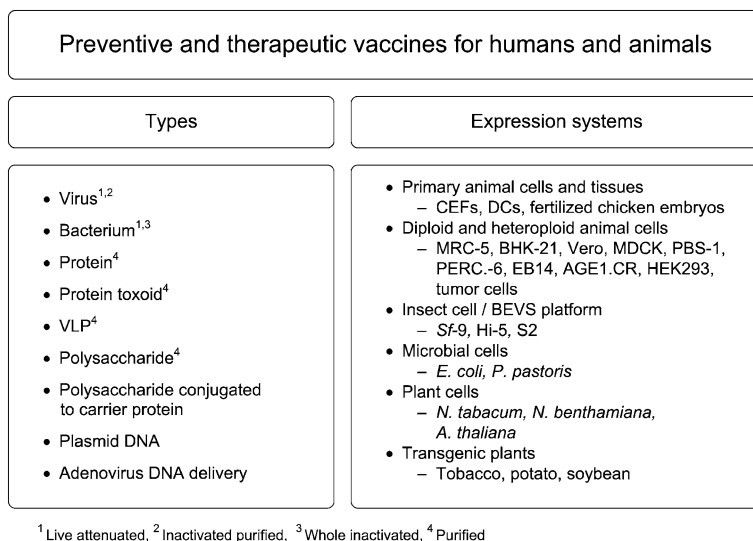 Preventive and therapeutic vaccines for humans and animals
Types
• Virus1,2
• Bacterium1,3
• Protein4
• Protein toxoid4
• VLP4
• Polysaccharide4
• Polysaccharide conjugated
to carrier protein
• Plasmid DNA
• Adenovirus DNA delivery
Expression systems
• Primary animal cells and tissues
– CEFs, DCs, fertilized chicken embryos
• Diploid and heteroploid animal cells
– MRC-5, BHK-21, Vero, MDCK, PBS-1,
PERC.-6, EB14, AGE1.CR, HEK293,
tumor cells
• Insect cell / BEVS platform
– Sf-9, Hi-5, S2
• Microbial cells
– E. coli, P. pastoris
• Plant cells
– N. tabacum, N. benthamiana,
A. thaliana
• Transgenic plants
– Tobacco, potato, soybean
1 Live attenuated, 2 Inactivated purified, 3 Whole inactivated, 4 Purified